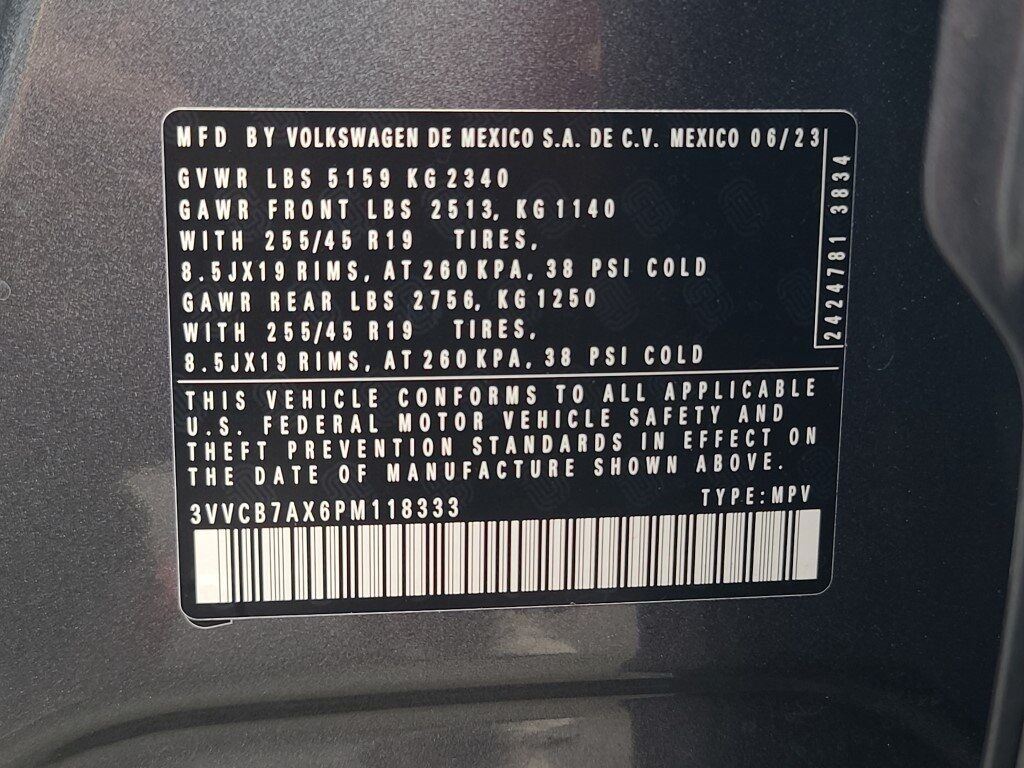 MFD BY VOLKSWAGEN DE MEXICO S.A. DE C.V. MEXICO 06/23
GVWR LBS 5159 KG 2340
GAWR FRONT LBS 2513, KG 1140
WITH 255/45 R19 TIRES,
8.5JX19 RIMS, AT 260 KPA, 38 PSI COLD
GAWR REAR LBS 2756, KG 1250
WITH 255/45 R19 TIRES,
8.5JX19 RIMS, AT 260 KPA, 38 PSI COLD
2424781 3834
THIS VEHICLE CONFORMS TO ALL APPLICABLE
U.S. FEDERAL MOTOR VEHICLE SAFETY AND
THEFT PREVENTION STANDARDS IN EFFECT ON
THE DATE OF MANUFACTURE SHOWN ABOVE.
3VVCB7AX6PM118333 TYPE: MPV